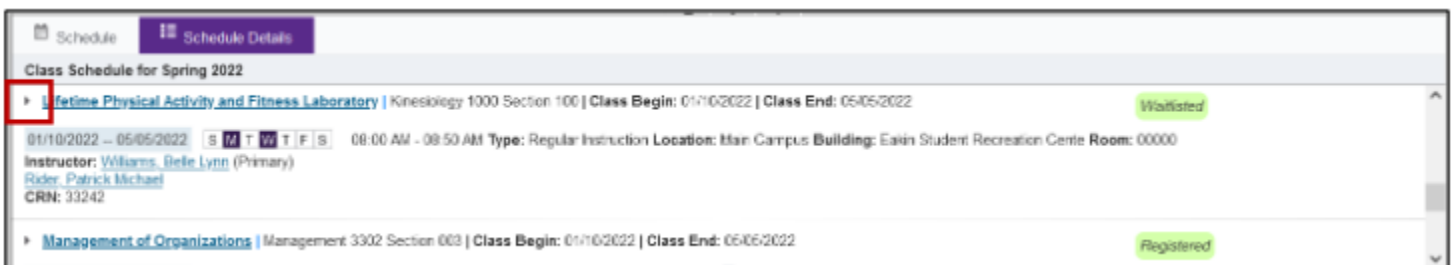 Schedule Schedule Details
Class Schedule for Spring 2022
Lifetime Physical Activity and Fitness Laboratory | Kinesiology 1000 Section 100 | Class Begin: 01/10/2022 | Class End: 05/05/2022 Waitlisted
01/10/2022 -- 05/05/2022 S M T W T F S 08:00 AM - 08:50 AM Type: Regular Instruction Location: Main Campus Building: Eakin Student Recreation Cente Room: 00000
Instructor: Williams, Belle Lynn (Primary)
Rider, Patrick Michael
CRN: 33242
Management of Organizations | Management 3302 Section 003 | Class Begin: 01/10/2022 | Class End: 05/05/2022 Registered